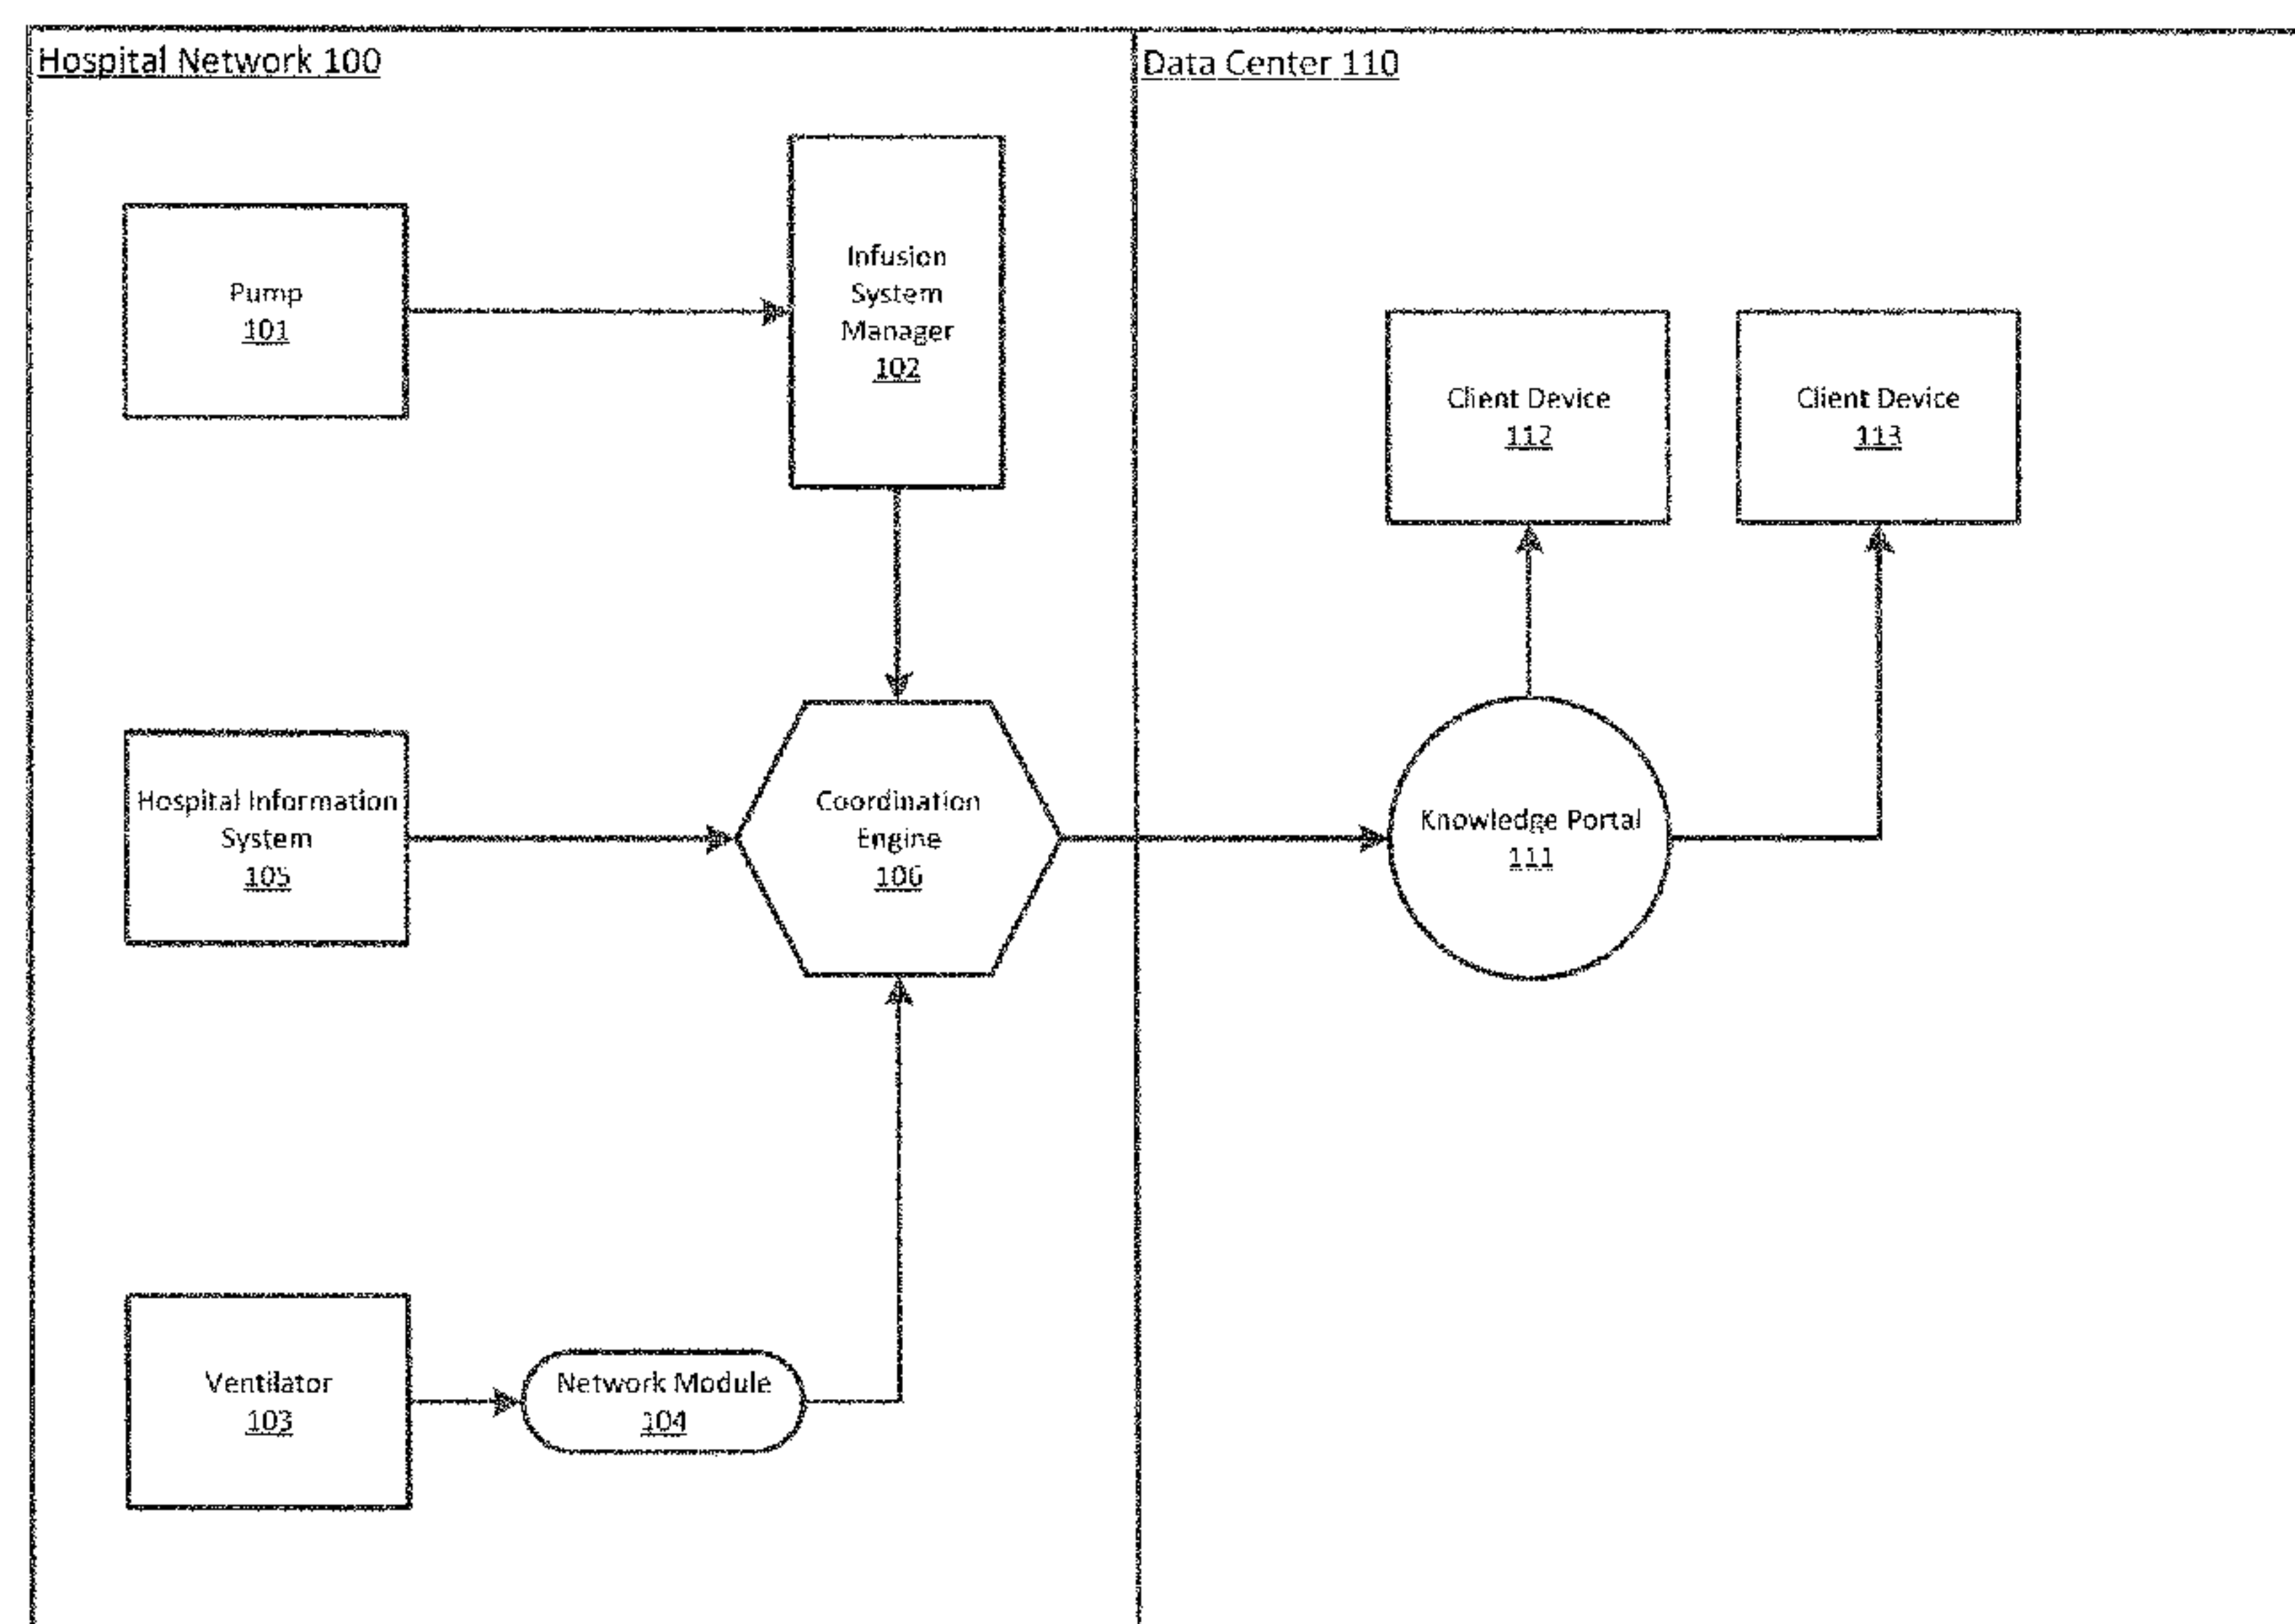 Hospital Network 100
Data Center 110
Pump
101
Infusion
System
Manager
102
Client Device
112
Client Device
113
Hospital Information
System
105
Coordination
Engine
106
Knowledge Portal
111
Ventilator
103
Network Module
104